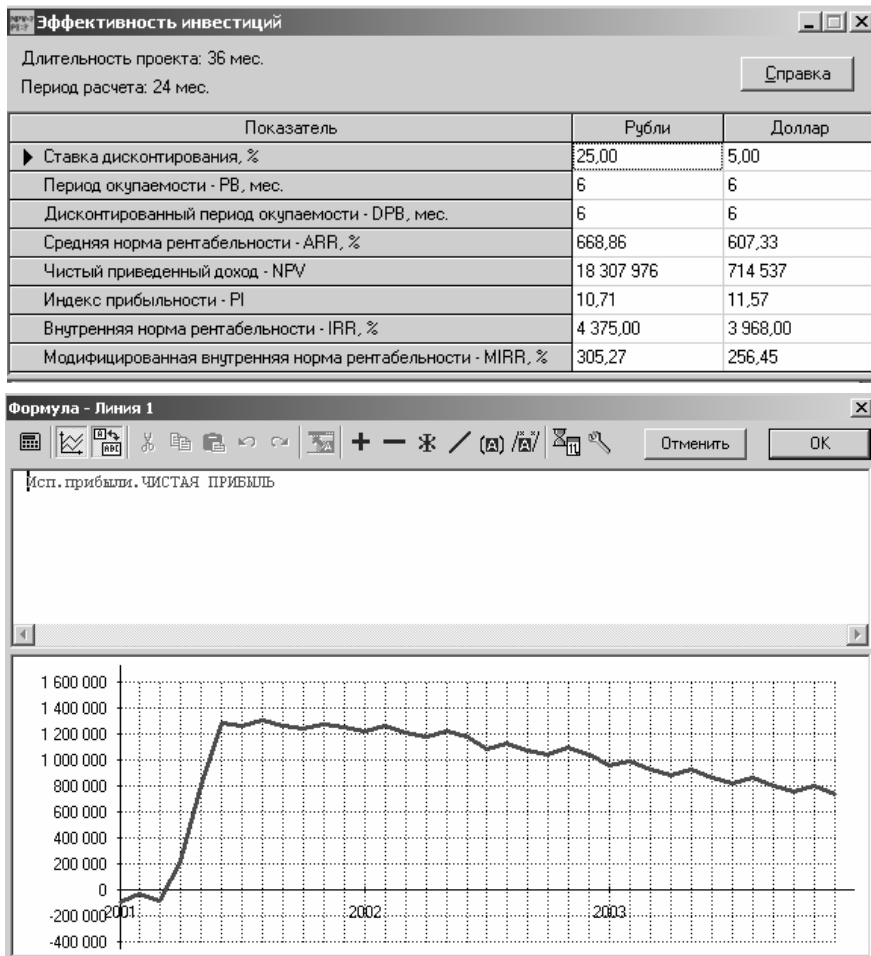 Эффективность инвестиций
Длительность проекта: 36 мес.
Период расчета: 24 мес.
Справка
Показатель Рубли Доллар
Ставка дисконтирования, % 25,00 5,00
Период окупаемости - PB, мес. 6 6
Дисконтированный период окупаемости - DPB, мес. 6 6
Средняя норма рентабельности - ARR, % 668,86 607,33
Чистый приведенный доход - NPV 18 307 976 714 537
Индекс прибыльности - PI 10,71 11,57
Внутренняя норма рентабельности - IRR, % 4 375,00 3 968,00
Модифицированная внутренняя норма рентабельности - MIRR, % 305,27 256,45
Формула - Линия 1
Отменить OK
Исп.прибыли.ЧИСТАЯ ПРИБЫЛЬ
1 600 000
1 400 000
1 200 000
1 000 000
800 000
600 000
400 000
200 000
0
-200 000
2001 2002 2003
-400 000